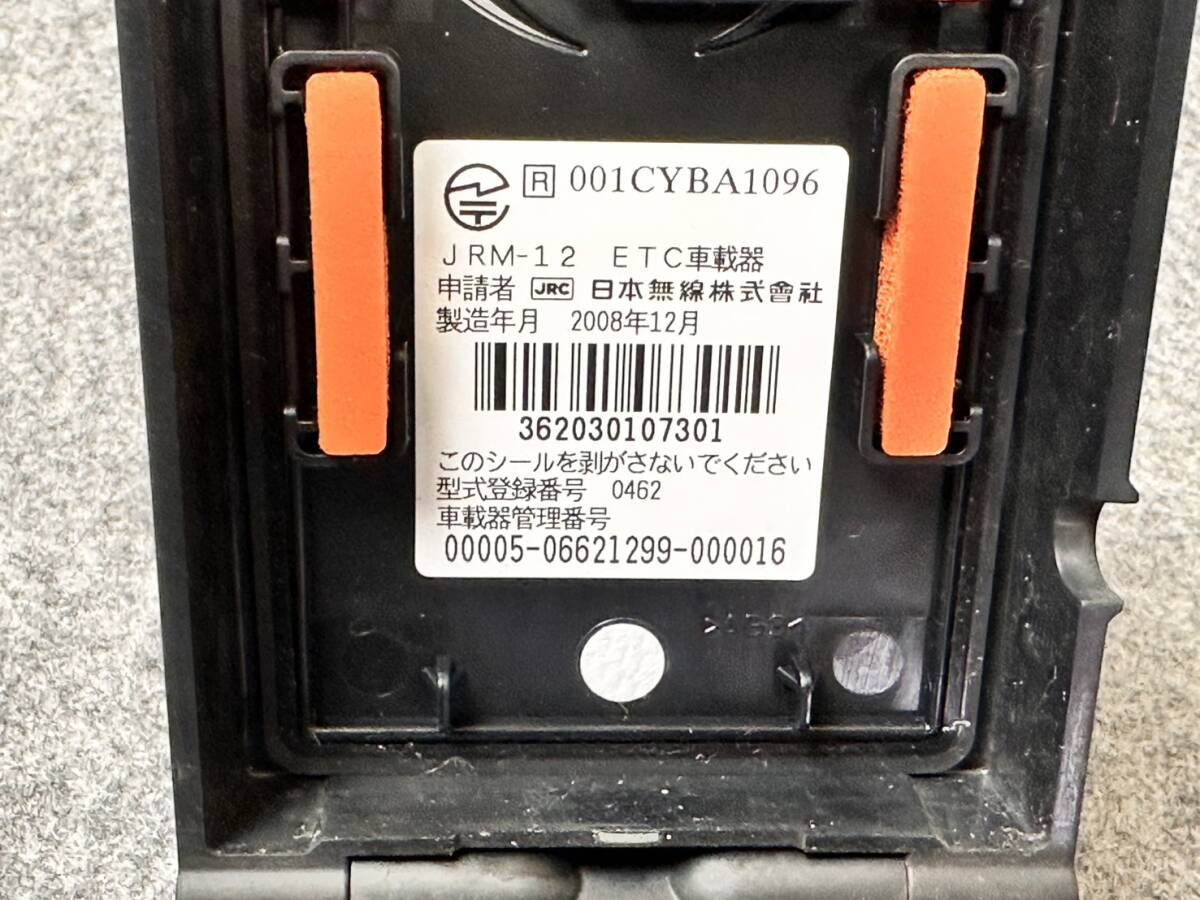 R 001CYBA1096
JRM-12 ETC車載器
申請者 JRC 日本無線株式會社
製造年月 2008年12月
362030107301
このシールを剥がさないでください
型式登録番号 0462
車載器管理番号
00005-06621299-000016